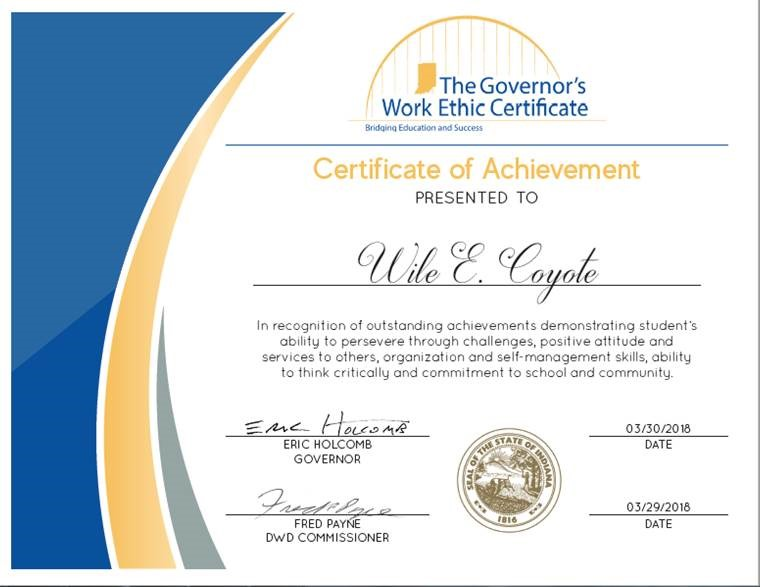 The Governor's
Work Ethic Certificate
Bridging Education and Success
Certificate of Achievement
PRESENTED TO
Wile E. Coyote
In recognition of outstanding achievements demonstrating student's
ability to persevere through challenges, positive attitude and
services to others, organization and self-management skills, ability
to think critically and commitment to school and community.
Eric Holcomb
ERIC HOLCOMB
GOVERNOR
03/30/2018
DATE
SEAL OF THE STATE OF INDIANA
1816
Fred Payne
FRED PAYNE
DWD COMMISSIONER
03/29/2018
DATE